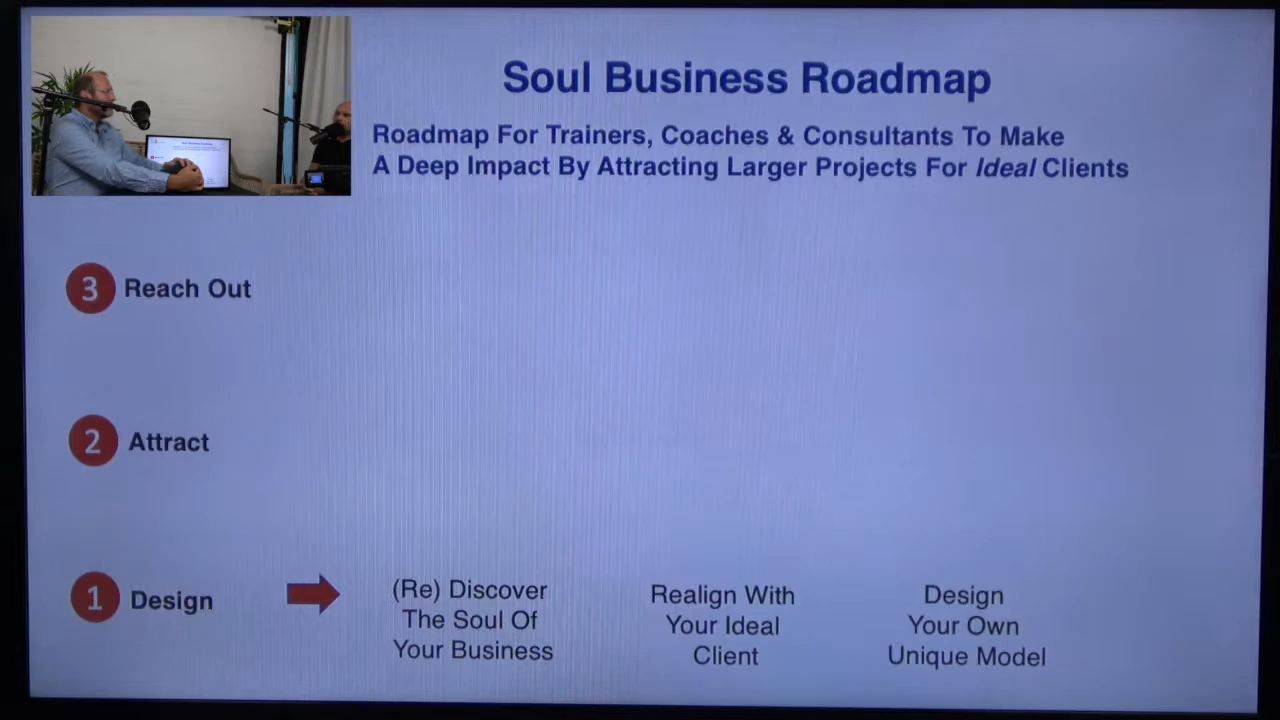 Soul Business Roadmap
Roadmap For Trainers, Coaches & Consultants To Make
A Deep Impact By Attracting Larger Projects For Ideal Clients
3 Reach Out
2 Attract
1 Design
(Re) Discover
The Soul Of
Your Business
Realign With
Your Ideal
Client
Design
Your Own
Unique Model